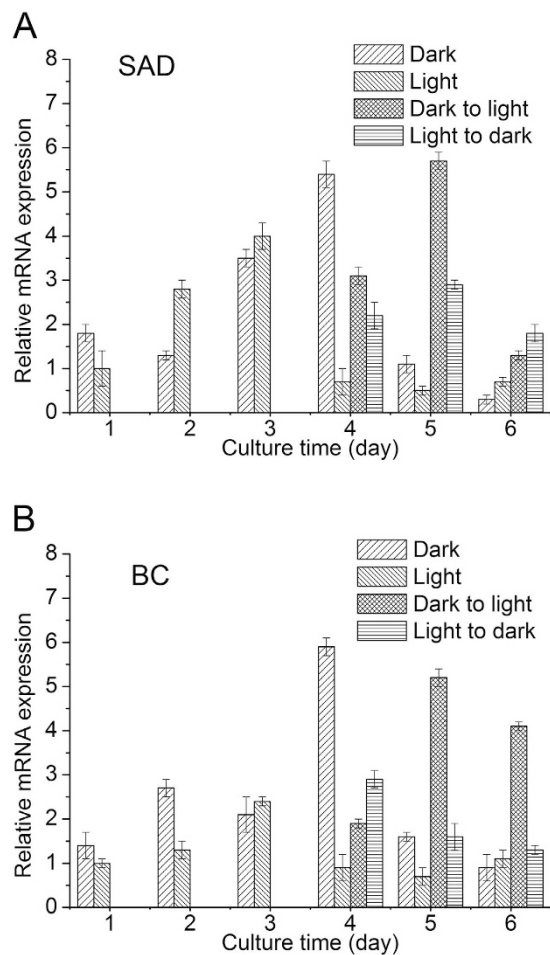 A
SAD
Dark
Light
Dark to light
Light to dark
8
7
6
5
4
3
2
1
0
Relative mRNA expression
1 2 3 4 5 6
Culture time (day)
B
BC
Dark
Light
Dark to light
Light to dark
8
7
6
5
4
3
2
1
0
Relative mRNA expression
1 2 3 4 5 6
Culture time (day)